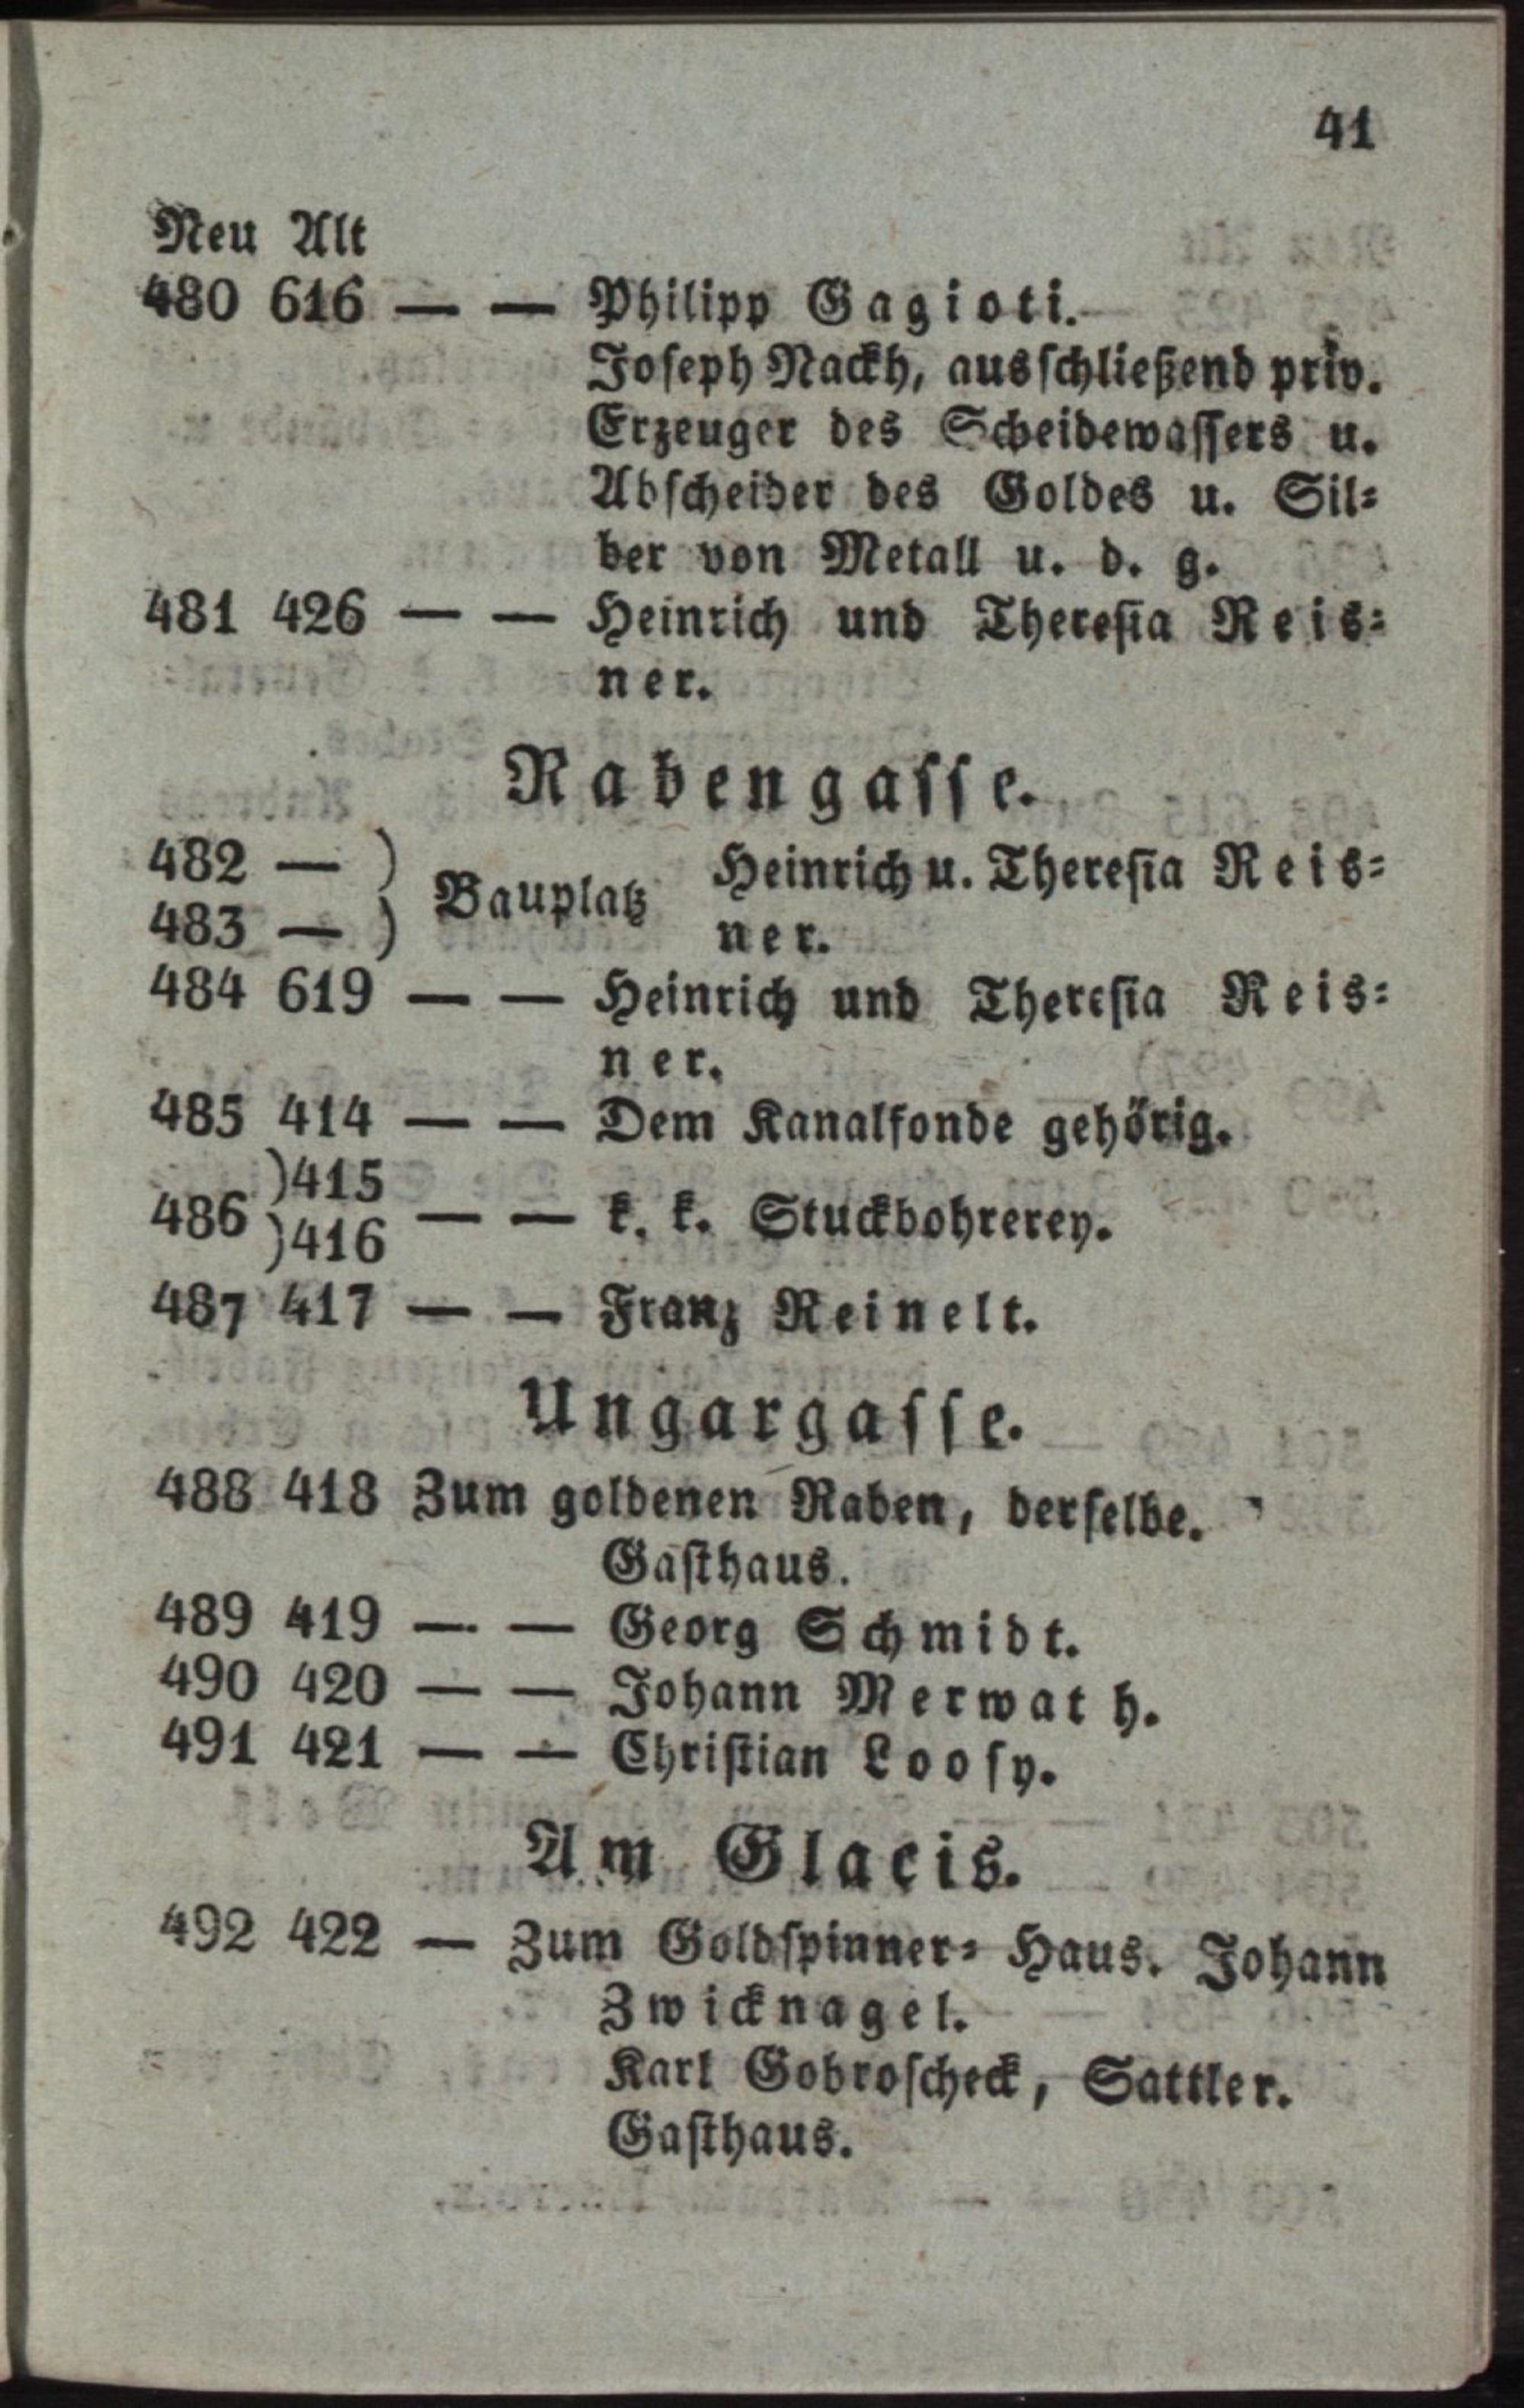 41
Neu Alt
480 616 — — Philipp Gagioti.
Joseph Nackh, ausschließend priv.
Erzeuger des Scheidewassers u.
Abscheider des Goldes u. Sil-
ber von Metall u. d. g.
481 426 — — Heinrich und Theresia Reis-
ner.
Rabengasse.
482 — ) Bauplatz Heinrich u. Theresia Reis-
483 — ) ner.
484 619 — — Heinrich und Theresia Reis-
ner.
485 414 — — Dem Kanalfonde gehörig.
486 )415
)416 — — k. k. Stuckbohrerey.
487 417 — — Franz Reinelt.
Ungargasse.
488 418 Zum goldenen Raben, derselbe.
Gasthaus.
489 419 — — Georg Schmidt.
490 420 — — Johann Merwath.
491 421 — — Christian Loosy.
Am Glacis.
492 422 — Zum Goldspinner-Haus. Johann
Zwicknagel.
Karl Gobroscheck, Sattler.
Gasthaus.